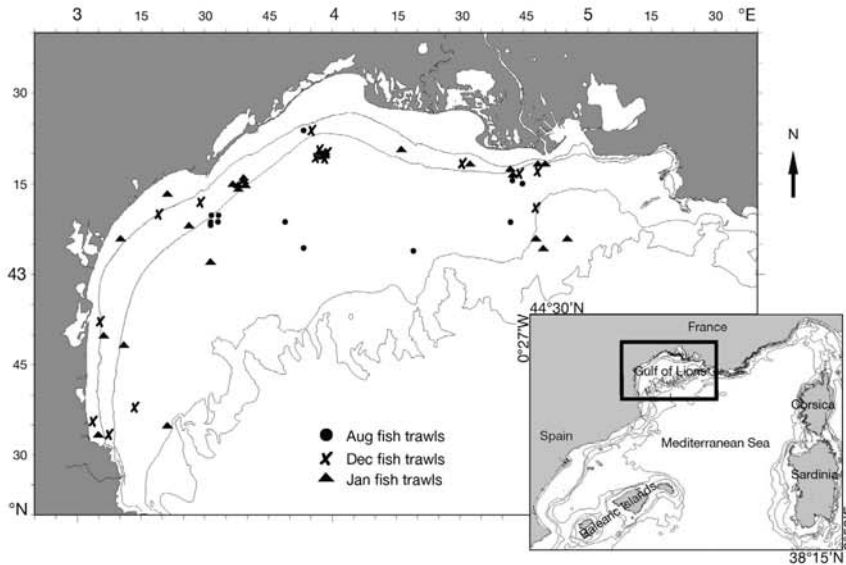 3 30 45 4 15 30 45 5 15 30 °E
30
N
15
43
45
30
°N
Aug fish trawls
Dec fish trawls
Jan fish trawls
44°30'N
0°27'W
France
Gulf of Lions
Corsica
Spain
Mediterranean Sea
Sardinia
Balearic Islands
38°15'N